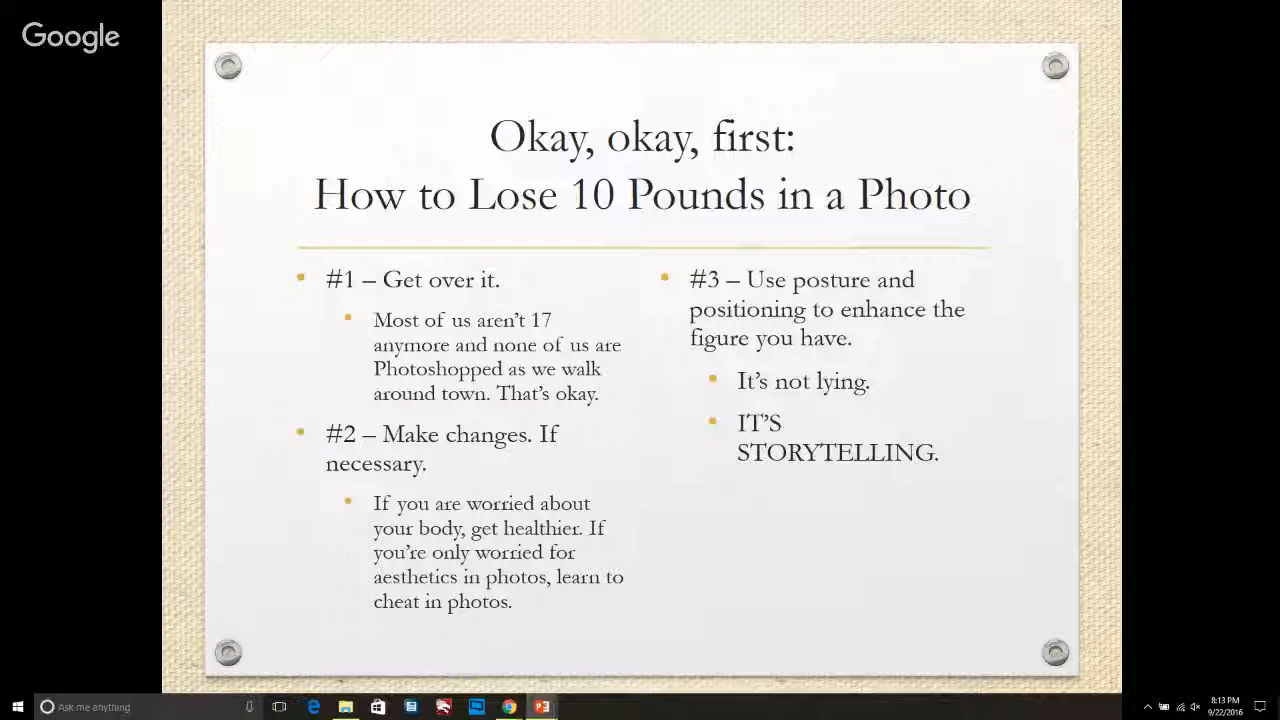 Google
Okay, okay, first:
How to Lose 10 Pounds in a Photo
#1 – Get over it.
Most of us aren’t 17
anymore and none of us are
Photoshopped as we walk
around town. That’s okay.
#2 – Make changes. If
necessary.
If you are worried about
your body, get healthier. If
you’re only worried for
aesthetics in photos, learn to
cheat in photos.
#3 – Use posture and
positioning to enhance the
figure you have.
It’s not lying.
IT’S
STORYTELLING.
Ask me anything
8:13 PM
9/22/2016